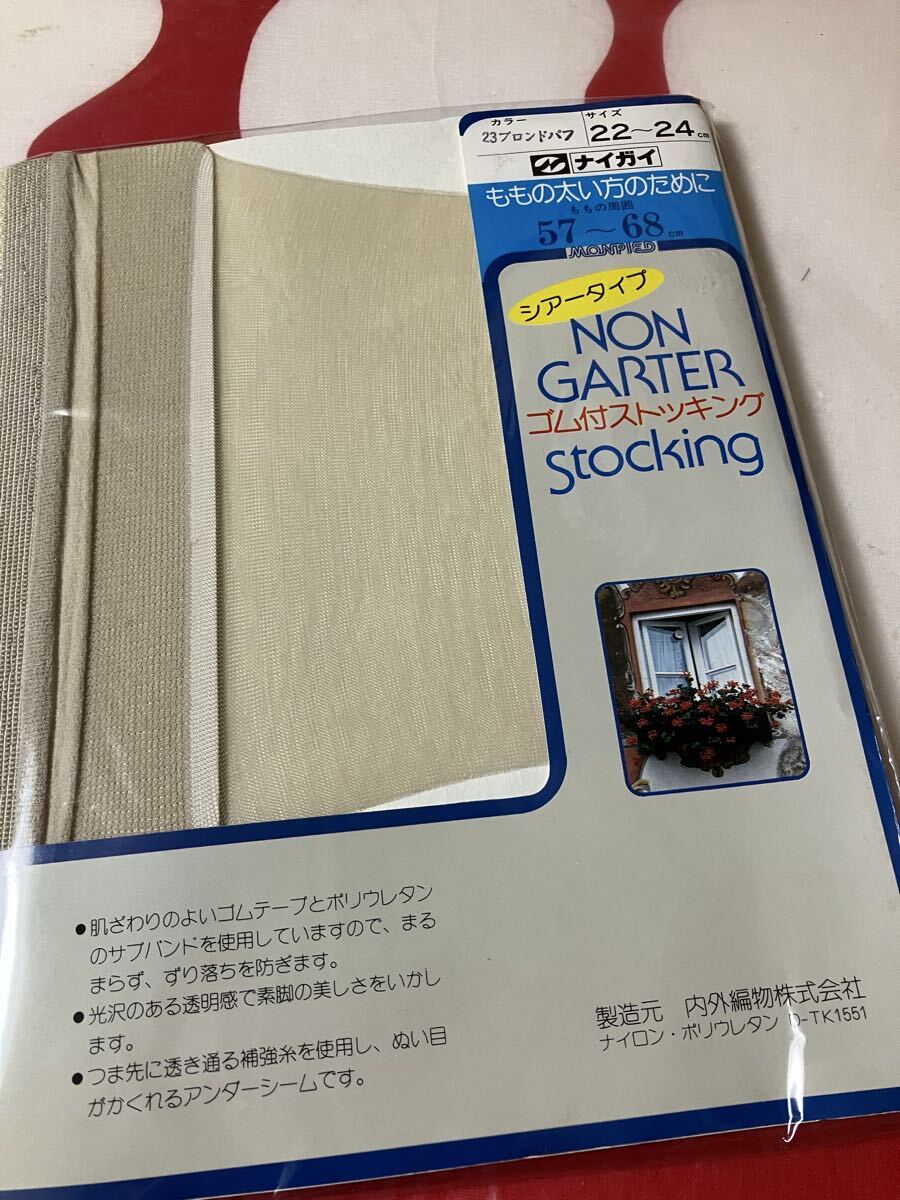 カラー
23ブロンドパフ
サイズ
22〜24cm
ナイガイ
ももの太い方のために
ももの周囲
57〜68cm
MONPIED
シアータイプ
NON
GARTER
ゴム付ストッキング
Stocking
●肌ざわりのよいゴムテープとポリウレタン
のサブバンドを使用していますので、まる
まらず、ずり落ちを防ぎます。
●光沢のある透明感で素脚の美しさをいかし
ます。
●つま先に透き通る補強糸を使用し、ぬい目
がかくれるアンダーシームです。
製造元 内外編物株式会社
ナイロン・ポリウレタン D-TK1551